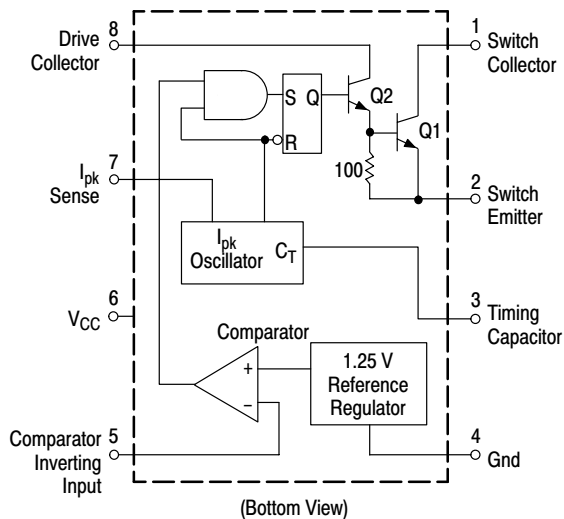 8
Drive
Collector
1
Switch
Collector
S
Q
R
Q2
Q1
100
7
Ipk
Sense
2
Switch
Emitter
Ipk
Oscillator
CT
6
VCC
3
Timing
Capacitor
Comparator
+
−
1.25 V
Reference
Regulator
5
Comparator
Inverting
Input
4
Gnd
(Bottom View)